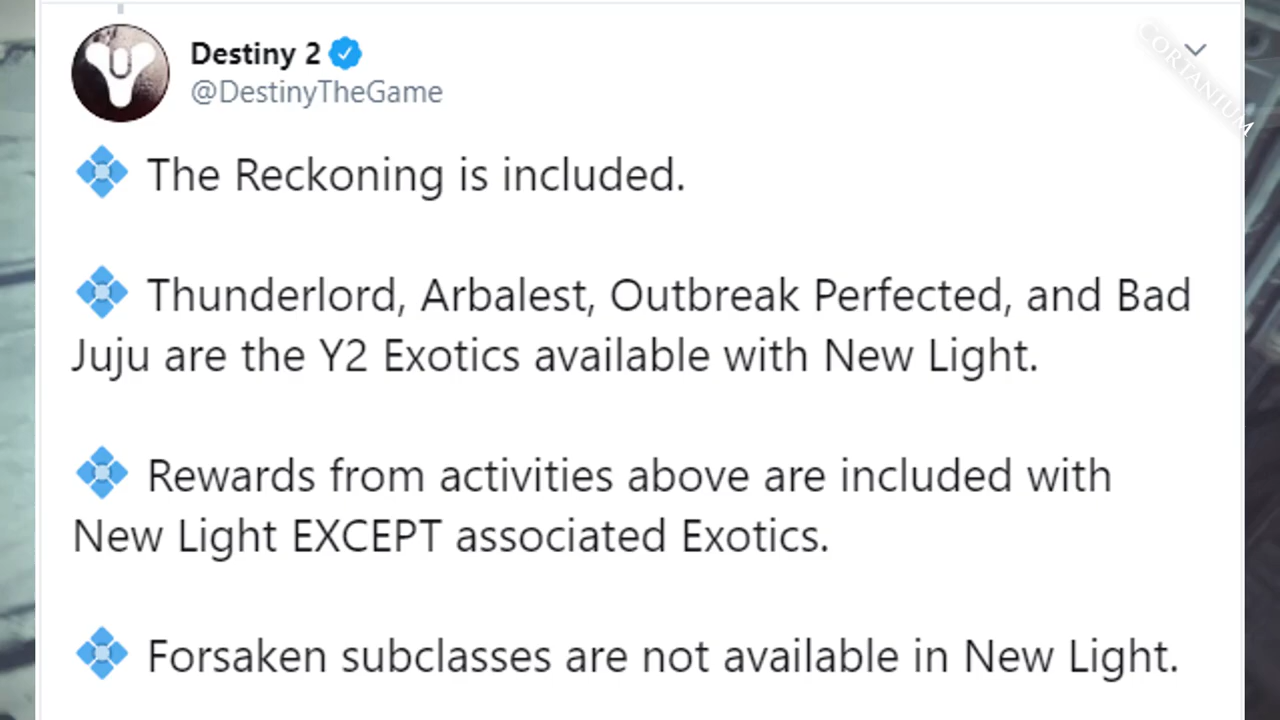 Destiny 2
@DestinyTheGame
CORTANIUM
The Reckoning is included.
Thunderlord, Arbalest, Outbreak Perfected, and Bad
Juju are the Y2 Exotics available with New Light.
Rewards from activities above are included with
New Light EXCEPT associated Exotics.
Forsaken subclasses are not available in New Light.